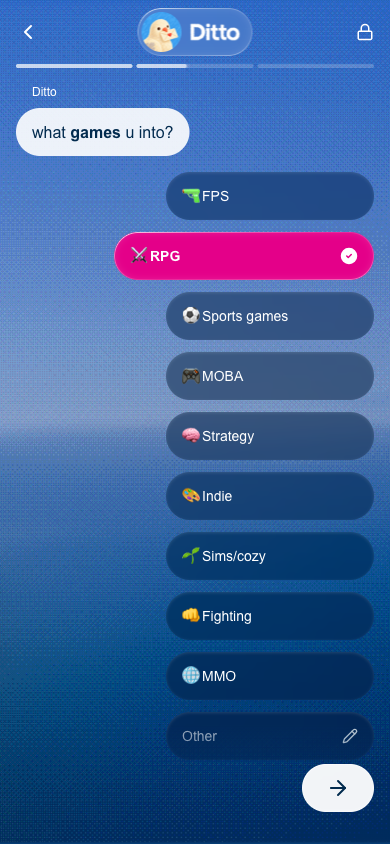 Ditto
Ditto
what games u into?
FPS
RPG
Sports games
MOBA
Strategy
Indie
Sims/cozy
Fighting
MMO
Other